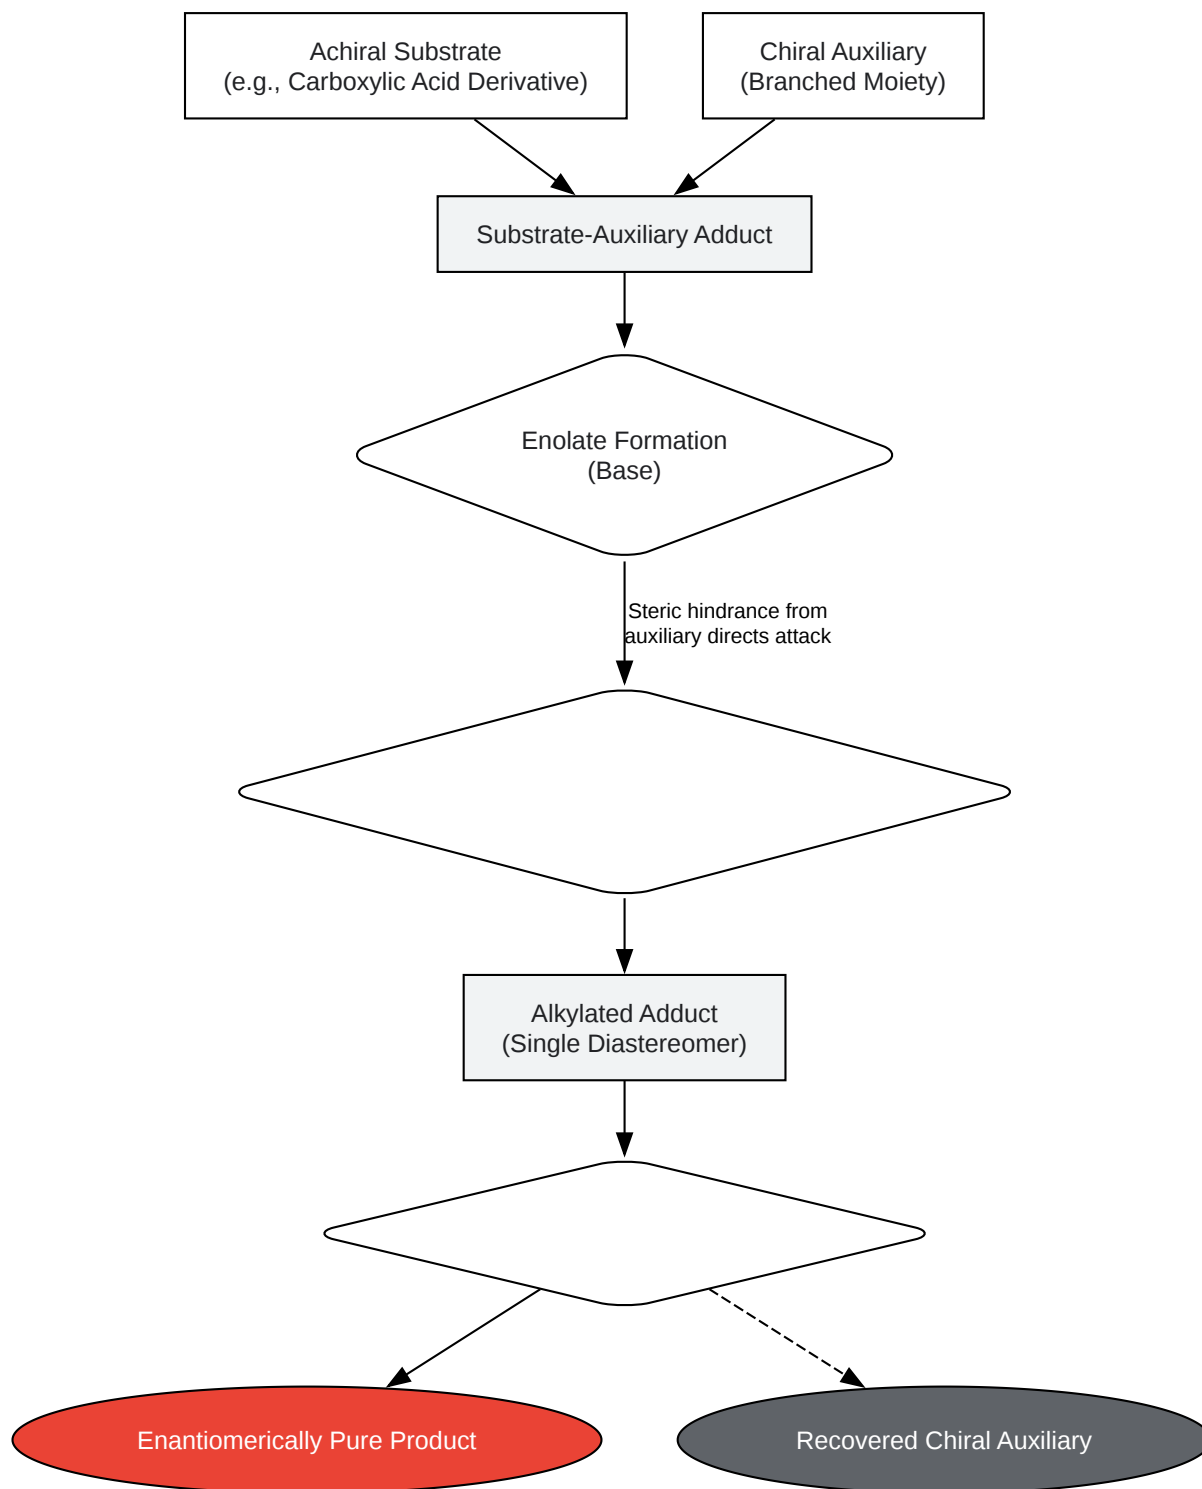 Achiral Substrate
(e.g., Carboxylic Acid Derivative)
Chiral Auxiliary
(Branched Moiety)
Substrate-Auxiliary Adduct
Enolate Formation
(Base)
Steric hindrance from
auxiliary directs attack
Alkylated Adduct
(Single Diastereomer)
Enantiomerically Pure Product
Recovered Chiral Auxiliary